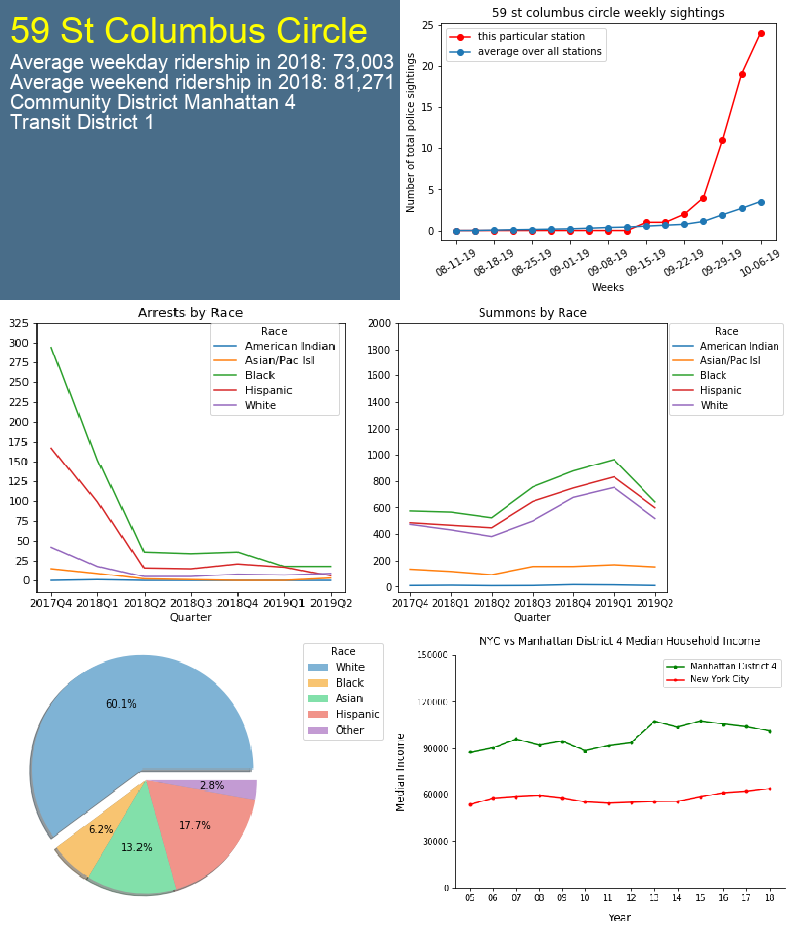 59 St Columbus Circle
Average weekday ridership in 2018: 73,003
Average weekend ridership in 2018: 81,271
Community District Manhattan 4
Transit District 1
59 st columbus circle weekly sightings
this particular station
average over all stations
Number of total police sightings
25
20
15
10
5
0
08-11-19 08-18-19 08-25-19 09-01-19 09-08-19 09-15-19 09-22-19 09-29-19 10-06-19
Weeks
Arrests by Race
Race
American Indian
Asian/Pac Isl
Black
Hispanic
White
325
300
275
250
225
200
175
150
125
100
75
50
25
0
2017Q4 2018Q1 2018Q2 2018Q3 2018Q4 2019Q1 2019Q2
Quarter
Summons by Race
Race
American Indian
Asian/Pac Isl
Black
Hispanic
White
2000
1800
1600
1400
1200
1000
800
600
400
200
0
2017Q4 2018Q1 2018Q2 2018Q3 2018Q4 2019Q1 2019Q2
Quarter
Race
White
Black
Asian
Hispanic
Other
60.1%
6.2%
13.2%
17.7%
2.8%
NYC vs Manhattan District 4 Median Household Income
Manhattan District 4
New York City
Median Income
150000
120000
90000
60000
30000
0
05 06 07 08 09 10 11 12 13 14 15 16 17 18
Year